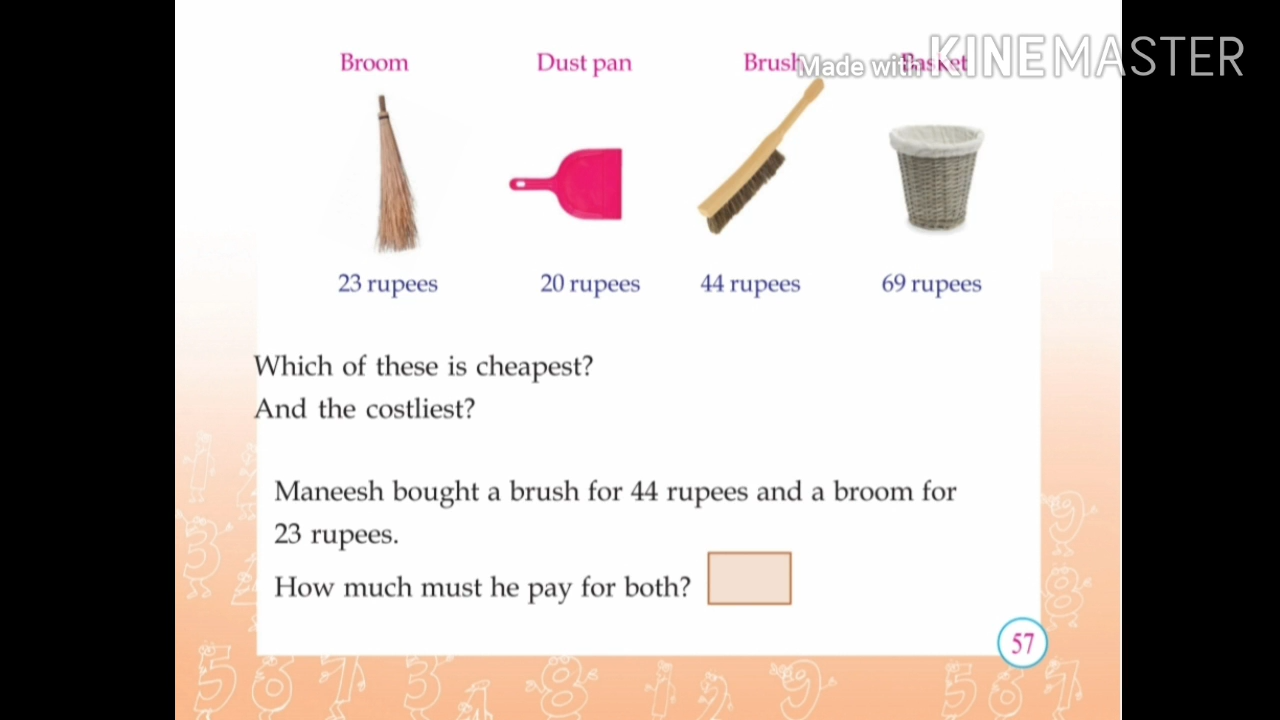 Broom Dust pan Brush Basket
Made with KINEMASTER
23 rupees 20 rupees 44 rupees 69 rupees
Which of these is cheapest?
And the costliest?
Maneesh bought a brush for 44 rupees and a broom for
23 rupees.
How much must he pay for both?
57